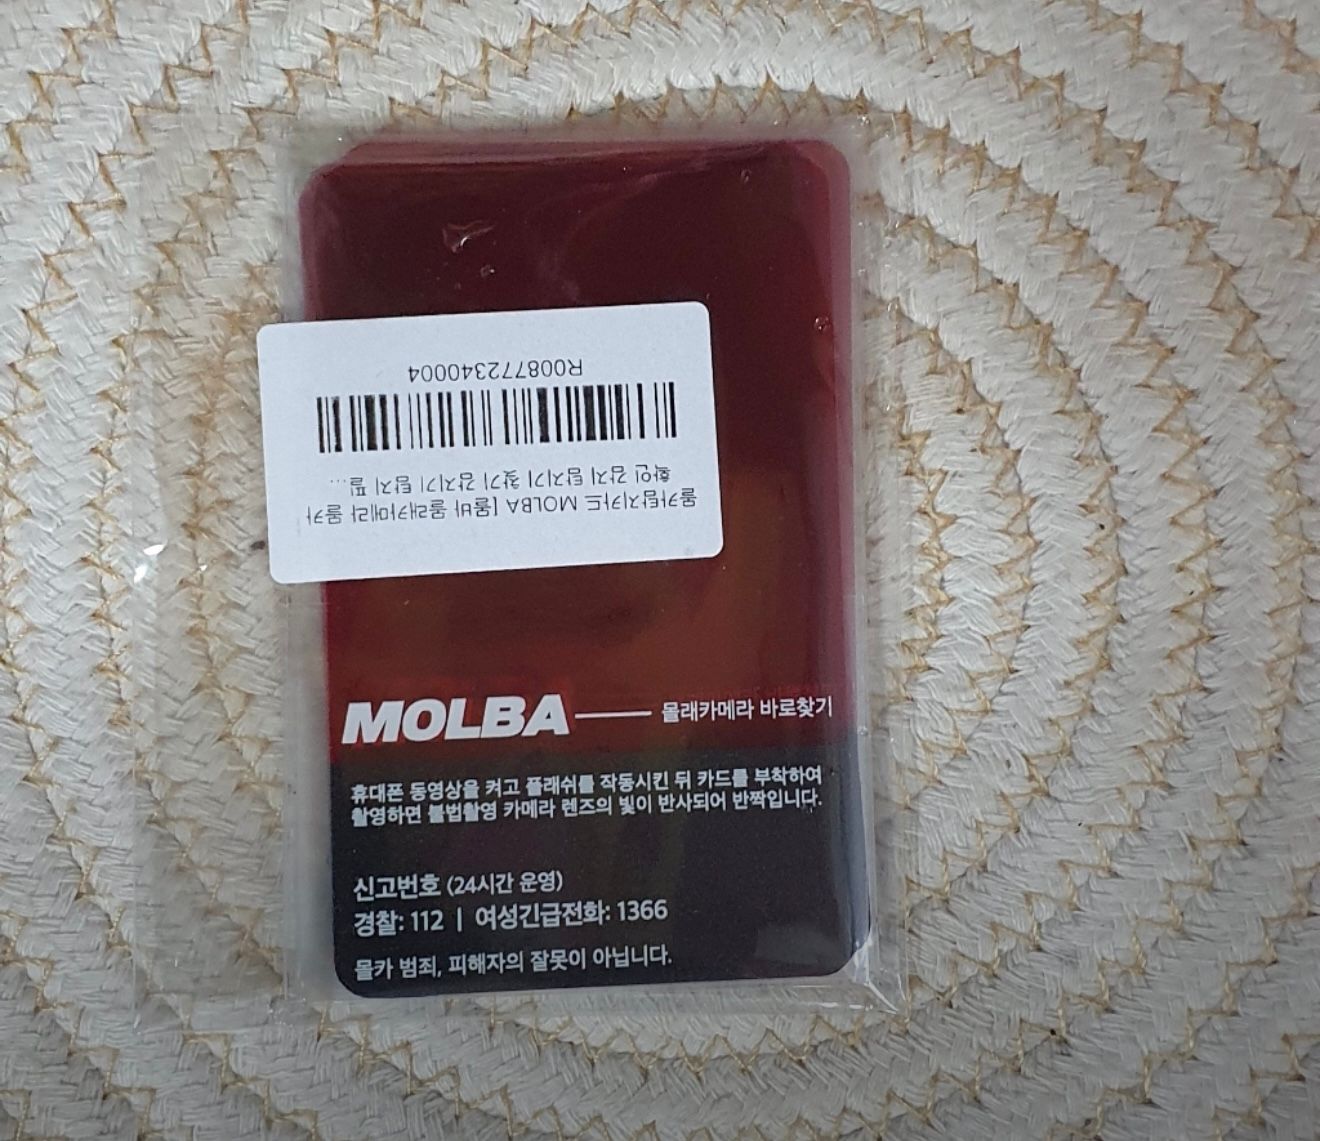 R008772340004
몰카탐지카드 MOLBA [몰바 몰래카메라 몰카
확인 감지 탐지기 찾기 감지기 탐지 필...
MOLBA — 몰래카메라 바로찾기
휴대폰 동영상을 켜고 플래쉬를 작동시킨 뒤 카드를 부착하여
촬영하면 불법촬영 카메라 렌즈의 빛이 반사되어 반짝입니다.
신고번호 (24시간 운영)
경찰: 112 | 여성긴급전화: 1366
몰카 범죄, 피해자의 잘못이 아닙니다.